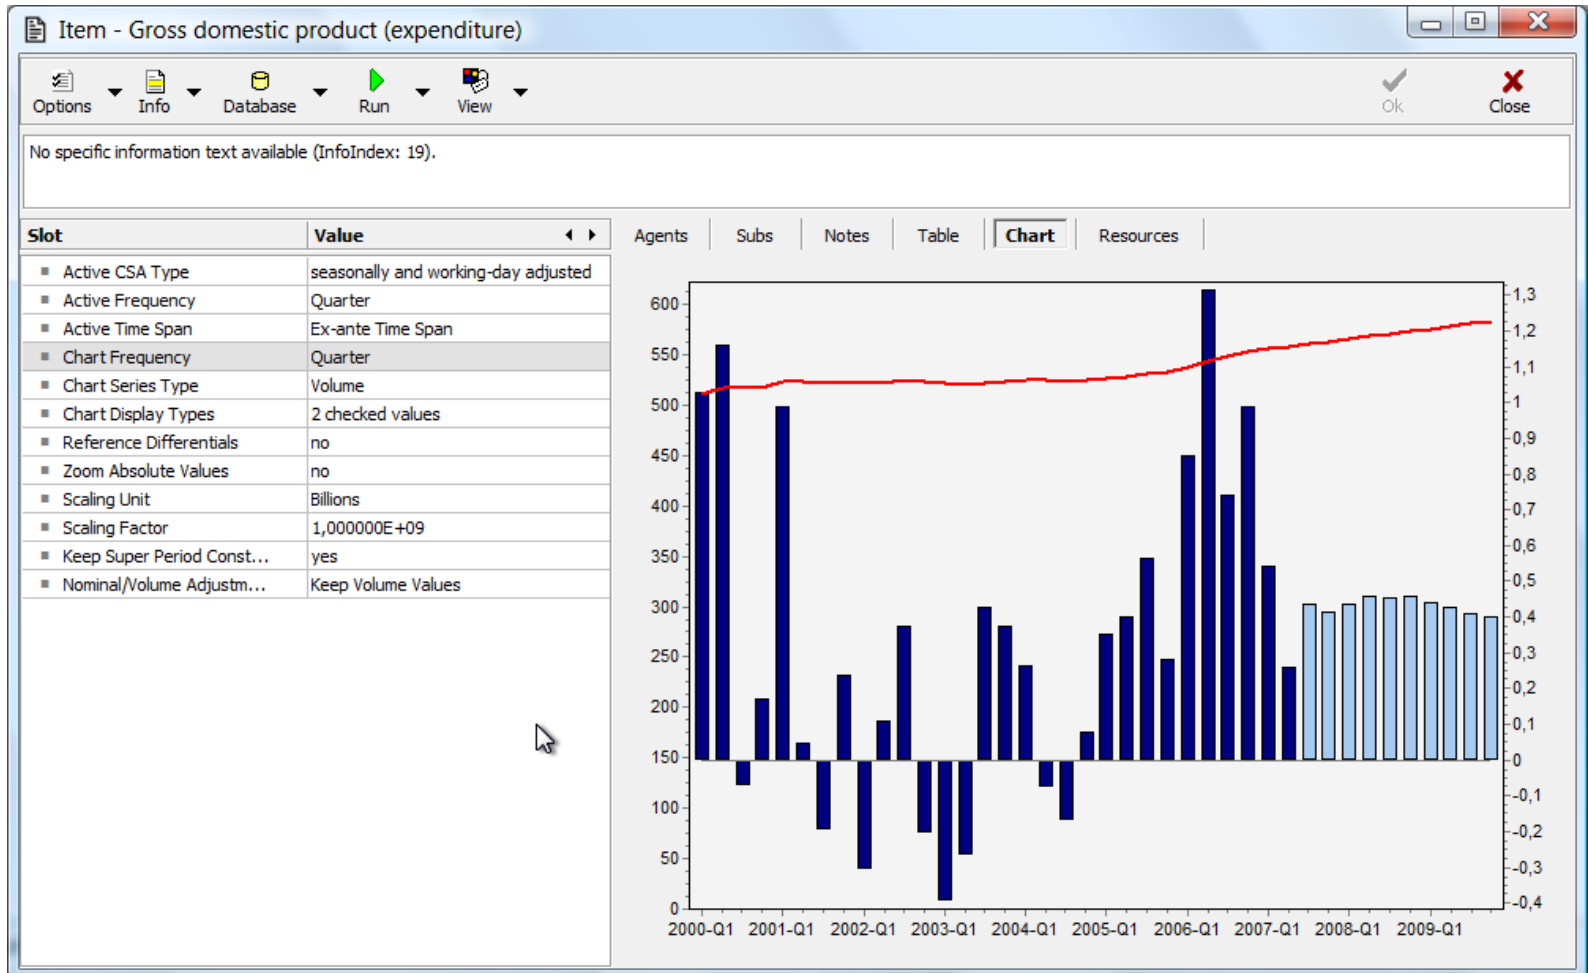 Item - Gross domestic product (expenditure)
Options Info Database Run View Ok Close
No specific information text available (InfoIndex: 19).
Slot Value
Active CSA Type seasonally and working-day adjusted
Active Frequency Quarter
Active Time Span Ex-ante Time Span
Chart Frequency Quarter
Chart Series Type Volume
Chart Display Types 2 checked values
Reference Differentials no
Zoom Absolute Values no
Scaling Unit Billions
Scaling Factor 1,000000E+09
Keep Super Period Const... yes
Nominal/Volume Adjustm... Keep Volume Values
Agents Subs Notes Table Chart Resources
600
550
500
450
400
350
300
250
200
150
100
50
0
1,3
1,2
1,1
1
0,9
0,8
0,7
0,6
0,5
0,4
0,3
0,2
0,1
0
-0,1
-0,2
-0,3
-0,4
2000-Q1 2001-Q1 2002-Q1 2003-Q1 2004-Q1 2005-Q1 2006-Q1 2007-Q1 2008-Q1 2009-Q1